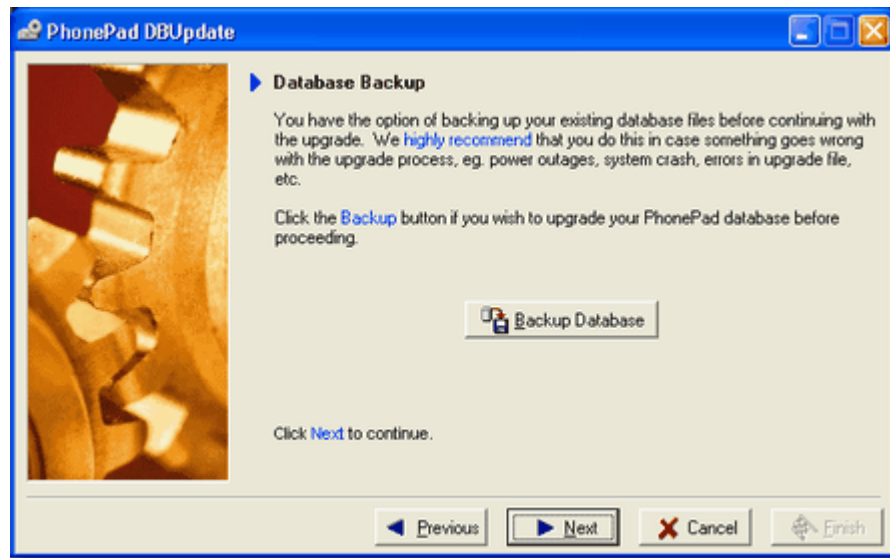 PhonePad DBUpdate
Database Backup
You have the option of backing up your existing database files before continuing with
the upgrade. We highly recommend that you do this in case something goes wrong
with the upgrade process, eg. power outages, system crash, errors in upgrade file,
etc.
Click the Backup button if you wish to upgrade your PhonePad database before
proceeding.
Backup Database
Click Next to continue.
Previous Next Cancel Finish